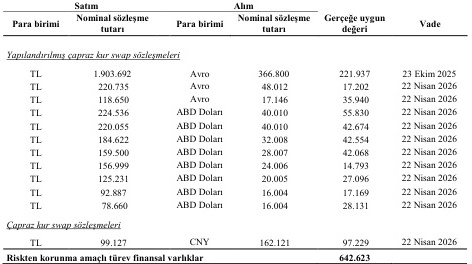 Satım Alım
Para birimi Nominal sözleşme tutarı Para birimi Nominal sözleşme tutarı Gerçeğe uygun değeri Vade
Yapılandırılmış çapraz kur swap sözleşmeleri
TL 1.903.692 Avro 366.800 221.937 23 Ekim 2025
TL 220.735 Avro 48.012 17.202 22 Nisan 2026
TL 118.650 Avro 17.146 35.940 22 Nisan 2026
TL 224.536 ABD Doları 40.010 55.830 22 Nisan 2026
TL 220.055 ABD Doları 40.010 42.674 22 Nisan 2026
TL 184.622 ABD Doları 32.008 42.554 22 Nisan 2026
TL 159.500 ABD Doları 28.007 42.068 22 Nisan 2026
TL 156.999 ABD Doları 24.006 14.793 22 Nisan 2026
TL 125.231 ABD Doları 20.005 27.096 22 Nisan 2026
TL 92.887 ABD Doları 16.004 17.169 22 Nisan 2026
TL 78.660 ABD Doları 16.004 28.131 22 Nisan 2026
Çapraz kur swap sözleşmeleri
TL 99.127 CNY 162.121 97.229 22 Nisan 2026
Riskten korunma amaçlı türev finansal varlıklar 642.623